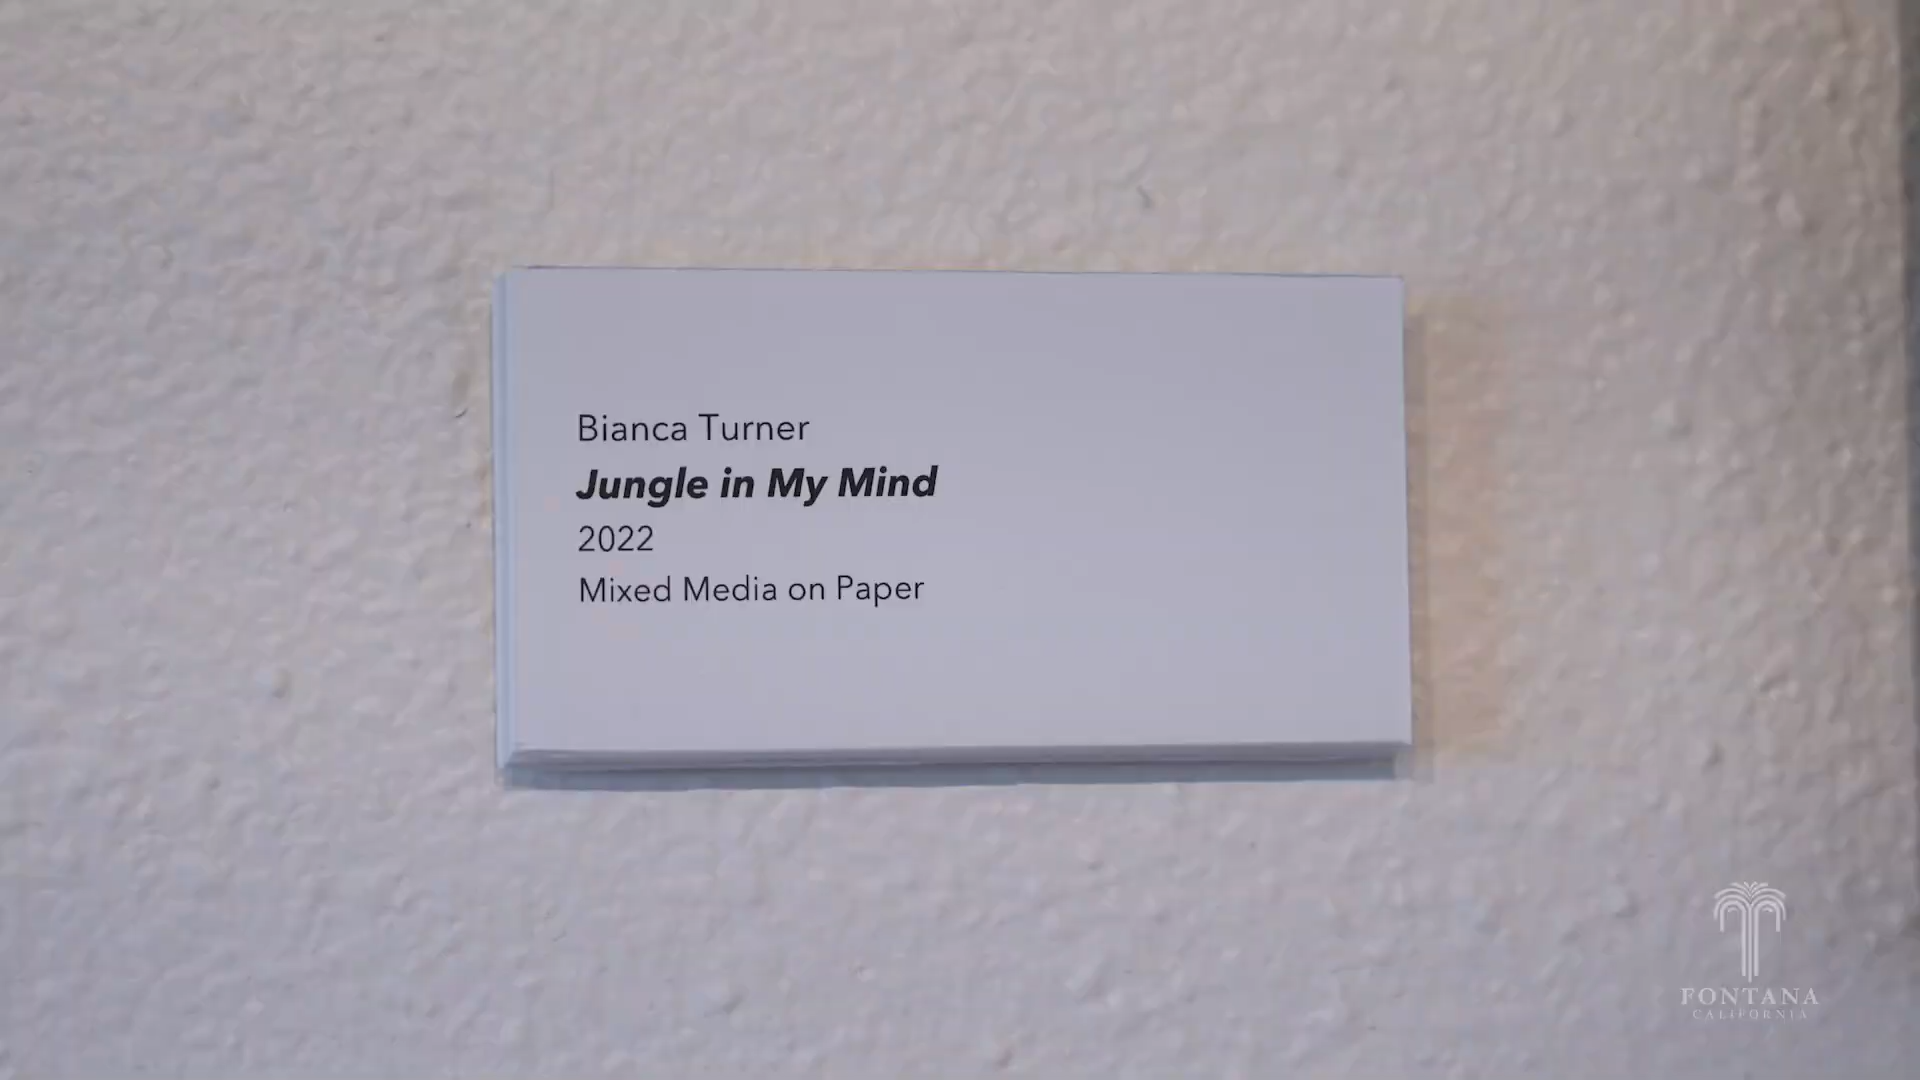 Bianca Turner
Jungle in My Mind
2022
Mixed Media on Paper
FONTANA
CALIFORNIA